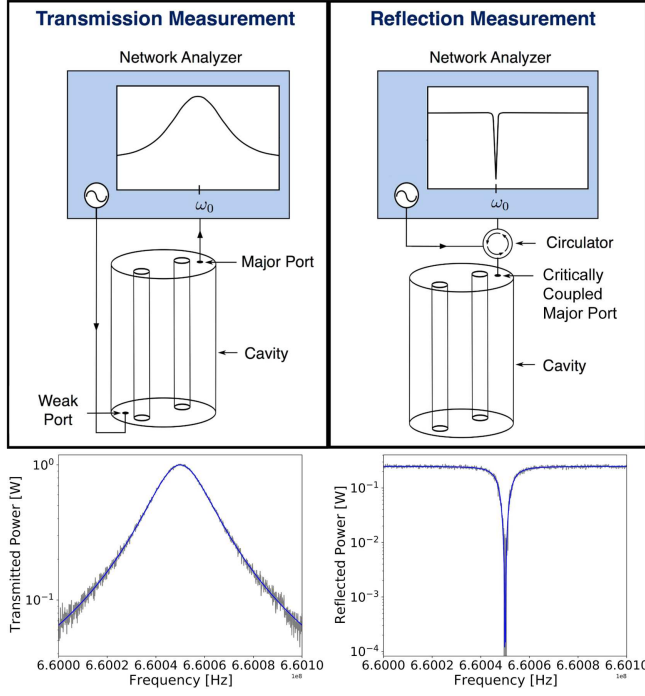 Transmission Measurement
Network Analyzer
ω₀
Major Port
Cavity
Weak
Port
Reflection Measurement
Network Analyzer
ω₀
Circulator
Critically
Coupled
Major Port
Cavity
Transmitted Power [W]
10⁰
10⁻¹
6.6000 6.6002 6.6004 6.6006 6.6008 6.6010
1e8
Frequency [Hz]
Reflected Power [W]
10⁻¹
10⁻²
10⁻³
10⁻⁴
6.6000 6.6002 6.6004 6.6006 6.6008 6.6010
1e8
Frequency [Hz]